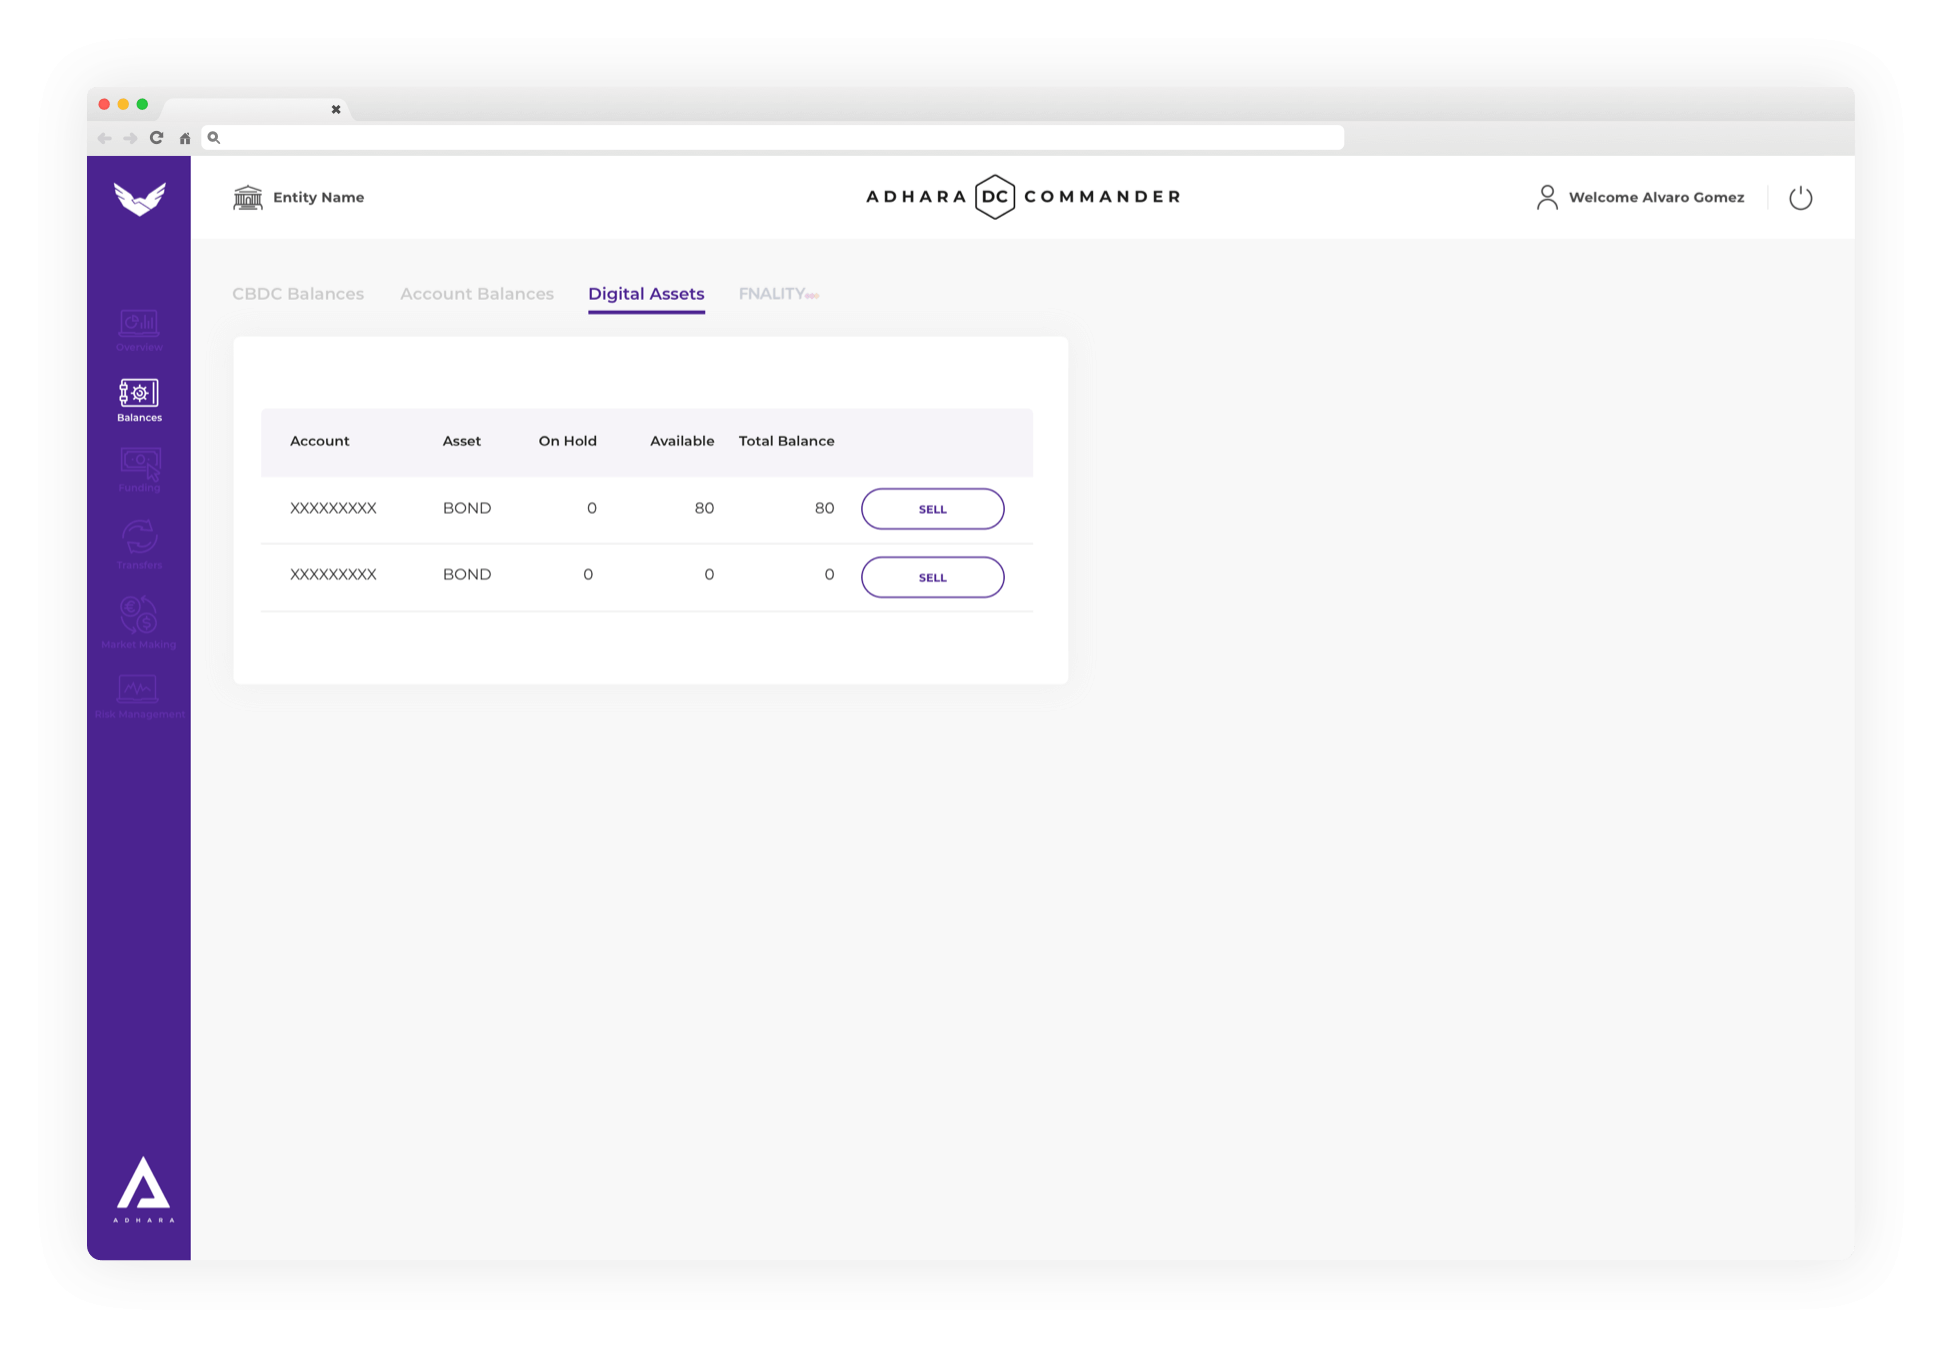 Entity Name
ADHARA DC COMMANDER
Welcome Alvaro Gomez
CBDC Balances Account Balances Digital Assets FNALITY
Overview
Balances
Funding
Transfers
Market Making
Risk Management
Account Asset On Hold Available Total Balance
XXXXXXXXX BOND 0 80 80 SELL
XXXXXXXXX BOND 0 0 0 SELL
ADHARA